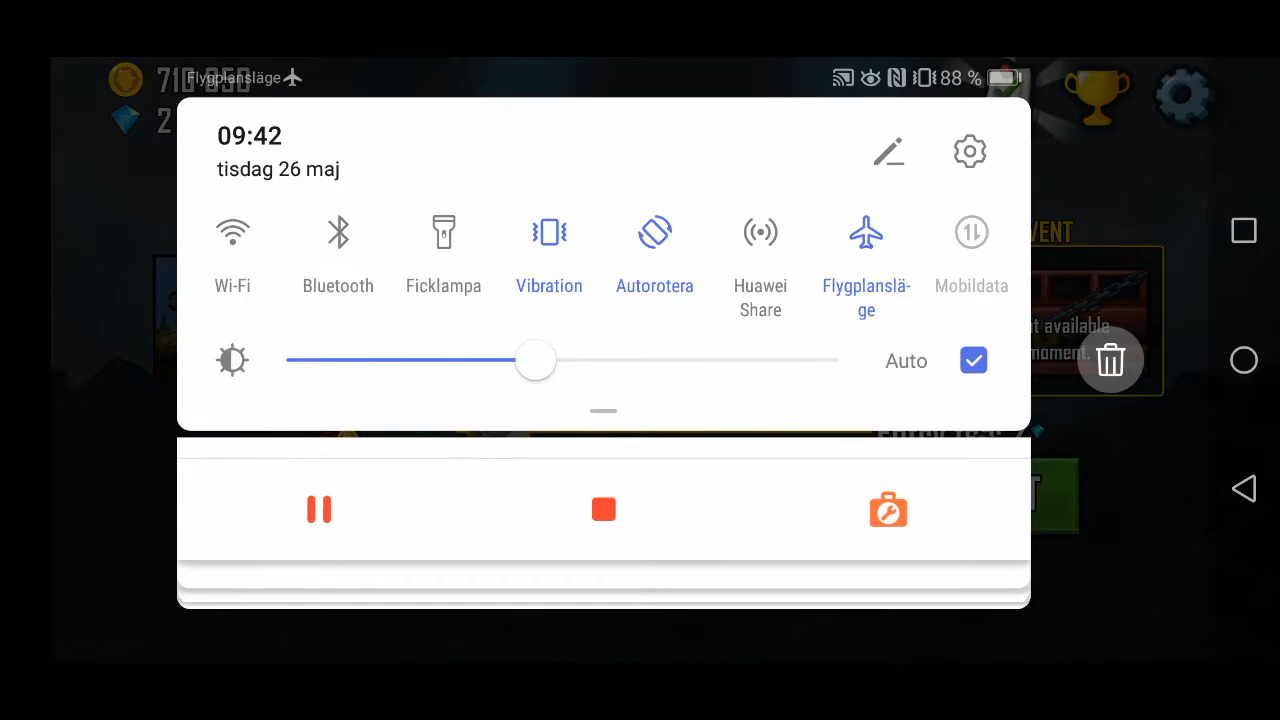 Flygplansläge 88 %
09:42
tisdag 26 maj
Wi-Fi Bluetooth Ficklampa Vibration Autorotera Huawei Share Flygplanslä-ge Mobildata
Auto
t available
moment.